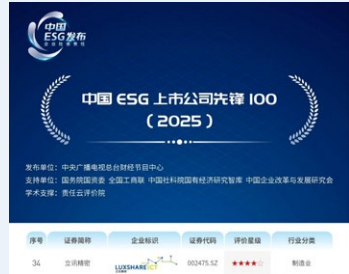 中国
ESG发布
中国 ESG 上市公司先锋 100
（2025）
发布单位：中央广播电视总台财经节目中心
支持单位：国务院国资委 全国工商联 中国社科院国有经济研究智库 中国企业改革与发展研究会
学术支撑：责任云评价院
序号 证券简称 企业标识 证券代码 评价星级 行业分类
34 立讯精密 LUXSHARE ICT 002475.SZ ★★★★☆ 制造业